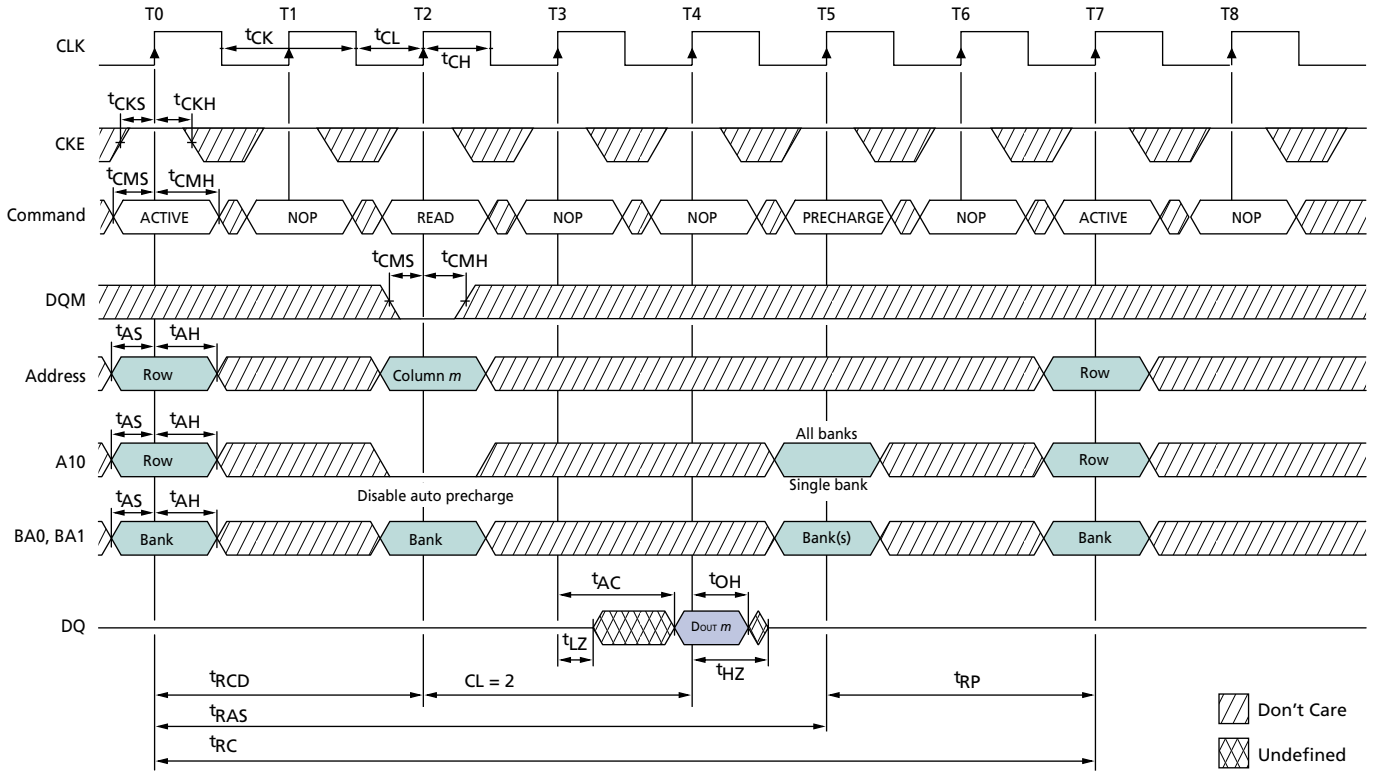 T0 T1 T2 T3 T4 T5 T6 T7 T8
CLK
tCK tCL
tCH
tCKS tCKH
CKE
tCMS tCMH
Command ACTIVE NOP READ NOP NOP PRECHARGE NOP ACTIVE NOP
tCMS tCMH
DQM
tAS tAH
Address Row Column m Row
tAS tAH
All banks
A10 Row Row
Single bank
Disable auto precharge
tAS tAH
BA0, BA1 Bank Bank Bank(s) Bank
tAC tOH
DQ DOUT m
tLZ
tHZ
tRCD CL = 2 tRP
tRAS
tRC
Don't Care
Undefined